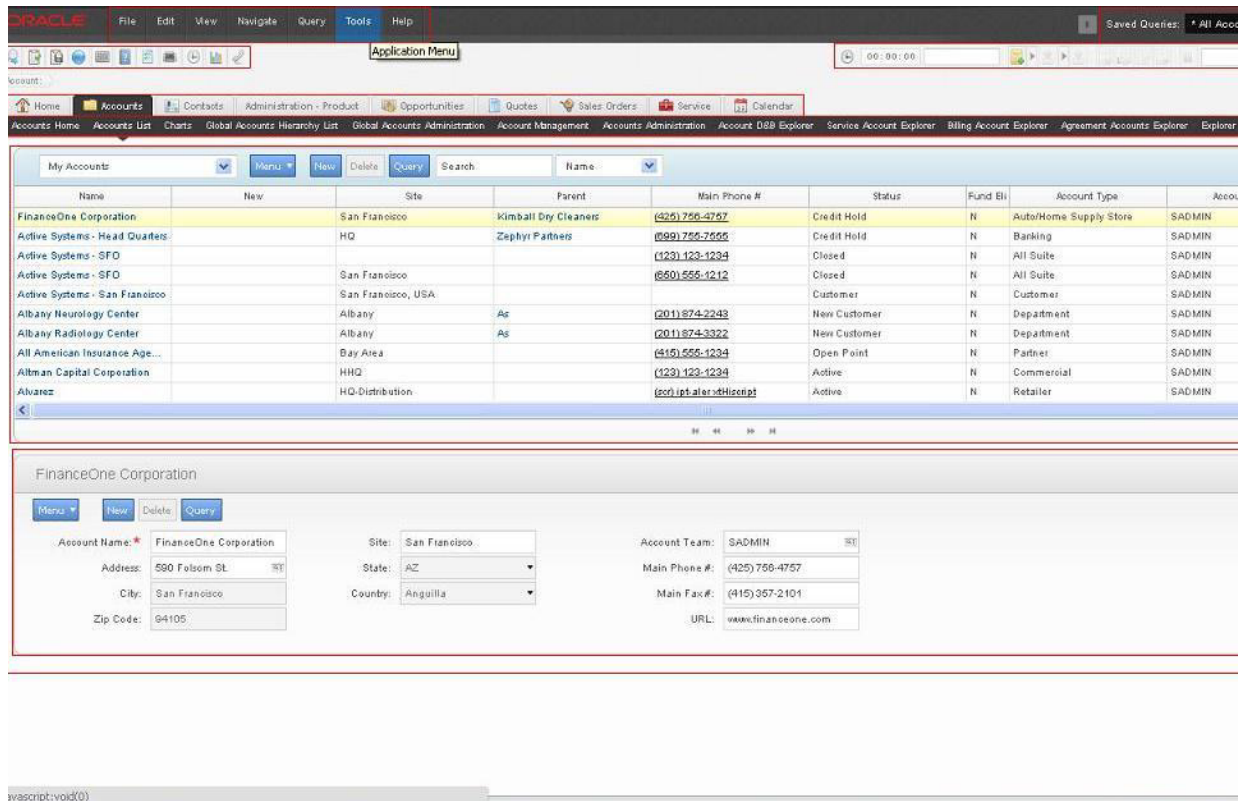 ORACLE File Edit View Navigate Query Tools Help Saved Queries: * All Acco
Application Menu
00:00:00
Account:
Home Accounts Contacts Administration - Product Opportunities Quotes Sales Orders Service Calendar
Accounts Home Accounts List Charts Global Accounts Hierarchy List Global Accounts Administration Account Management Accounts Administration Account D&B Explorer Service Account Explorer Billing Account Explorer Agreement Accounts Explorer Explorer
My Accounts Menu New Delete Query Search Name
Name New Site Parent Main Phone # Status Fund Eli Account Type Accou
FinanceOne Corporation San Francisco Kimball Dry Cleaners (425) 756-4757 Credit Hold N Auto/Home Supply Store SADMIN
Active Systems - Head Quarters HQ Zephyr Partners (699) 755-7555 Credit Hold N Banking SADMIN
Active Systems - SFO (123) 123-1234 Closed N All Suite SADMIN
Active Systems - SFO San Francisco (650) 555-1212 Closed N All Suite SADMIN
Active Systems - San Francisco San Francisco, USA Customer N Customer SADMIN
Albany Neurology Center Albany As (201) 874-2243 New Customer N Department SADMIN
Albany Radiology Center Albany As (201) 874-3322 New Customer N Department SADMIN
All American Insurance Age... Bay Area (415) 555-1234 Open Point N Partner SADMIN
Altman Capital Corporation HHQ (123) 123-1234 Active N Commercial SADMIN
Alvarez HQ-Distribution (scr) ipt-aler xtHiscript Active N Retailer SADMIN
FinanceOne Corporation
Menu New Delete Query
Account Name:* FinanceOne Corporation Site: San Francisco Account Team: SADMIN
Address: 590 Folsom St. State: AZ Main Phone #: (425) 756-4757
City: San Francisco Country: Anguilla Main Fax #: (415) 357-2101
Zip Code: 94105 URL: www.financeone.com
avascript:void(0)